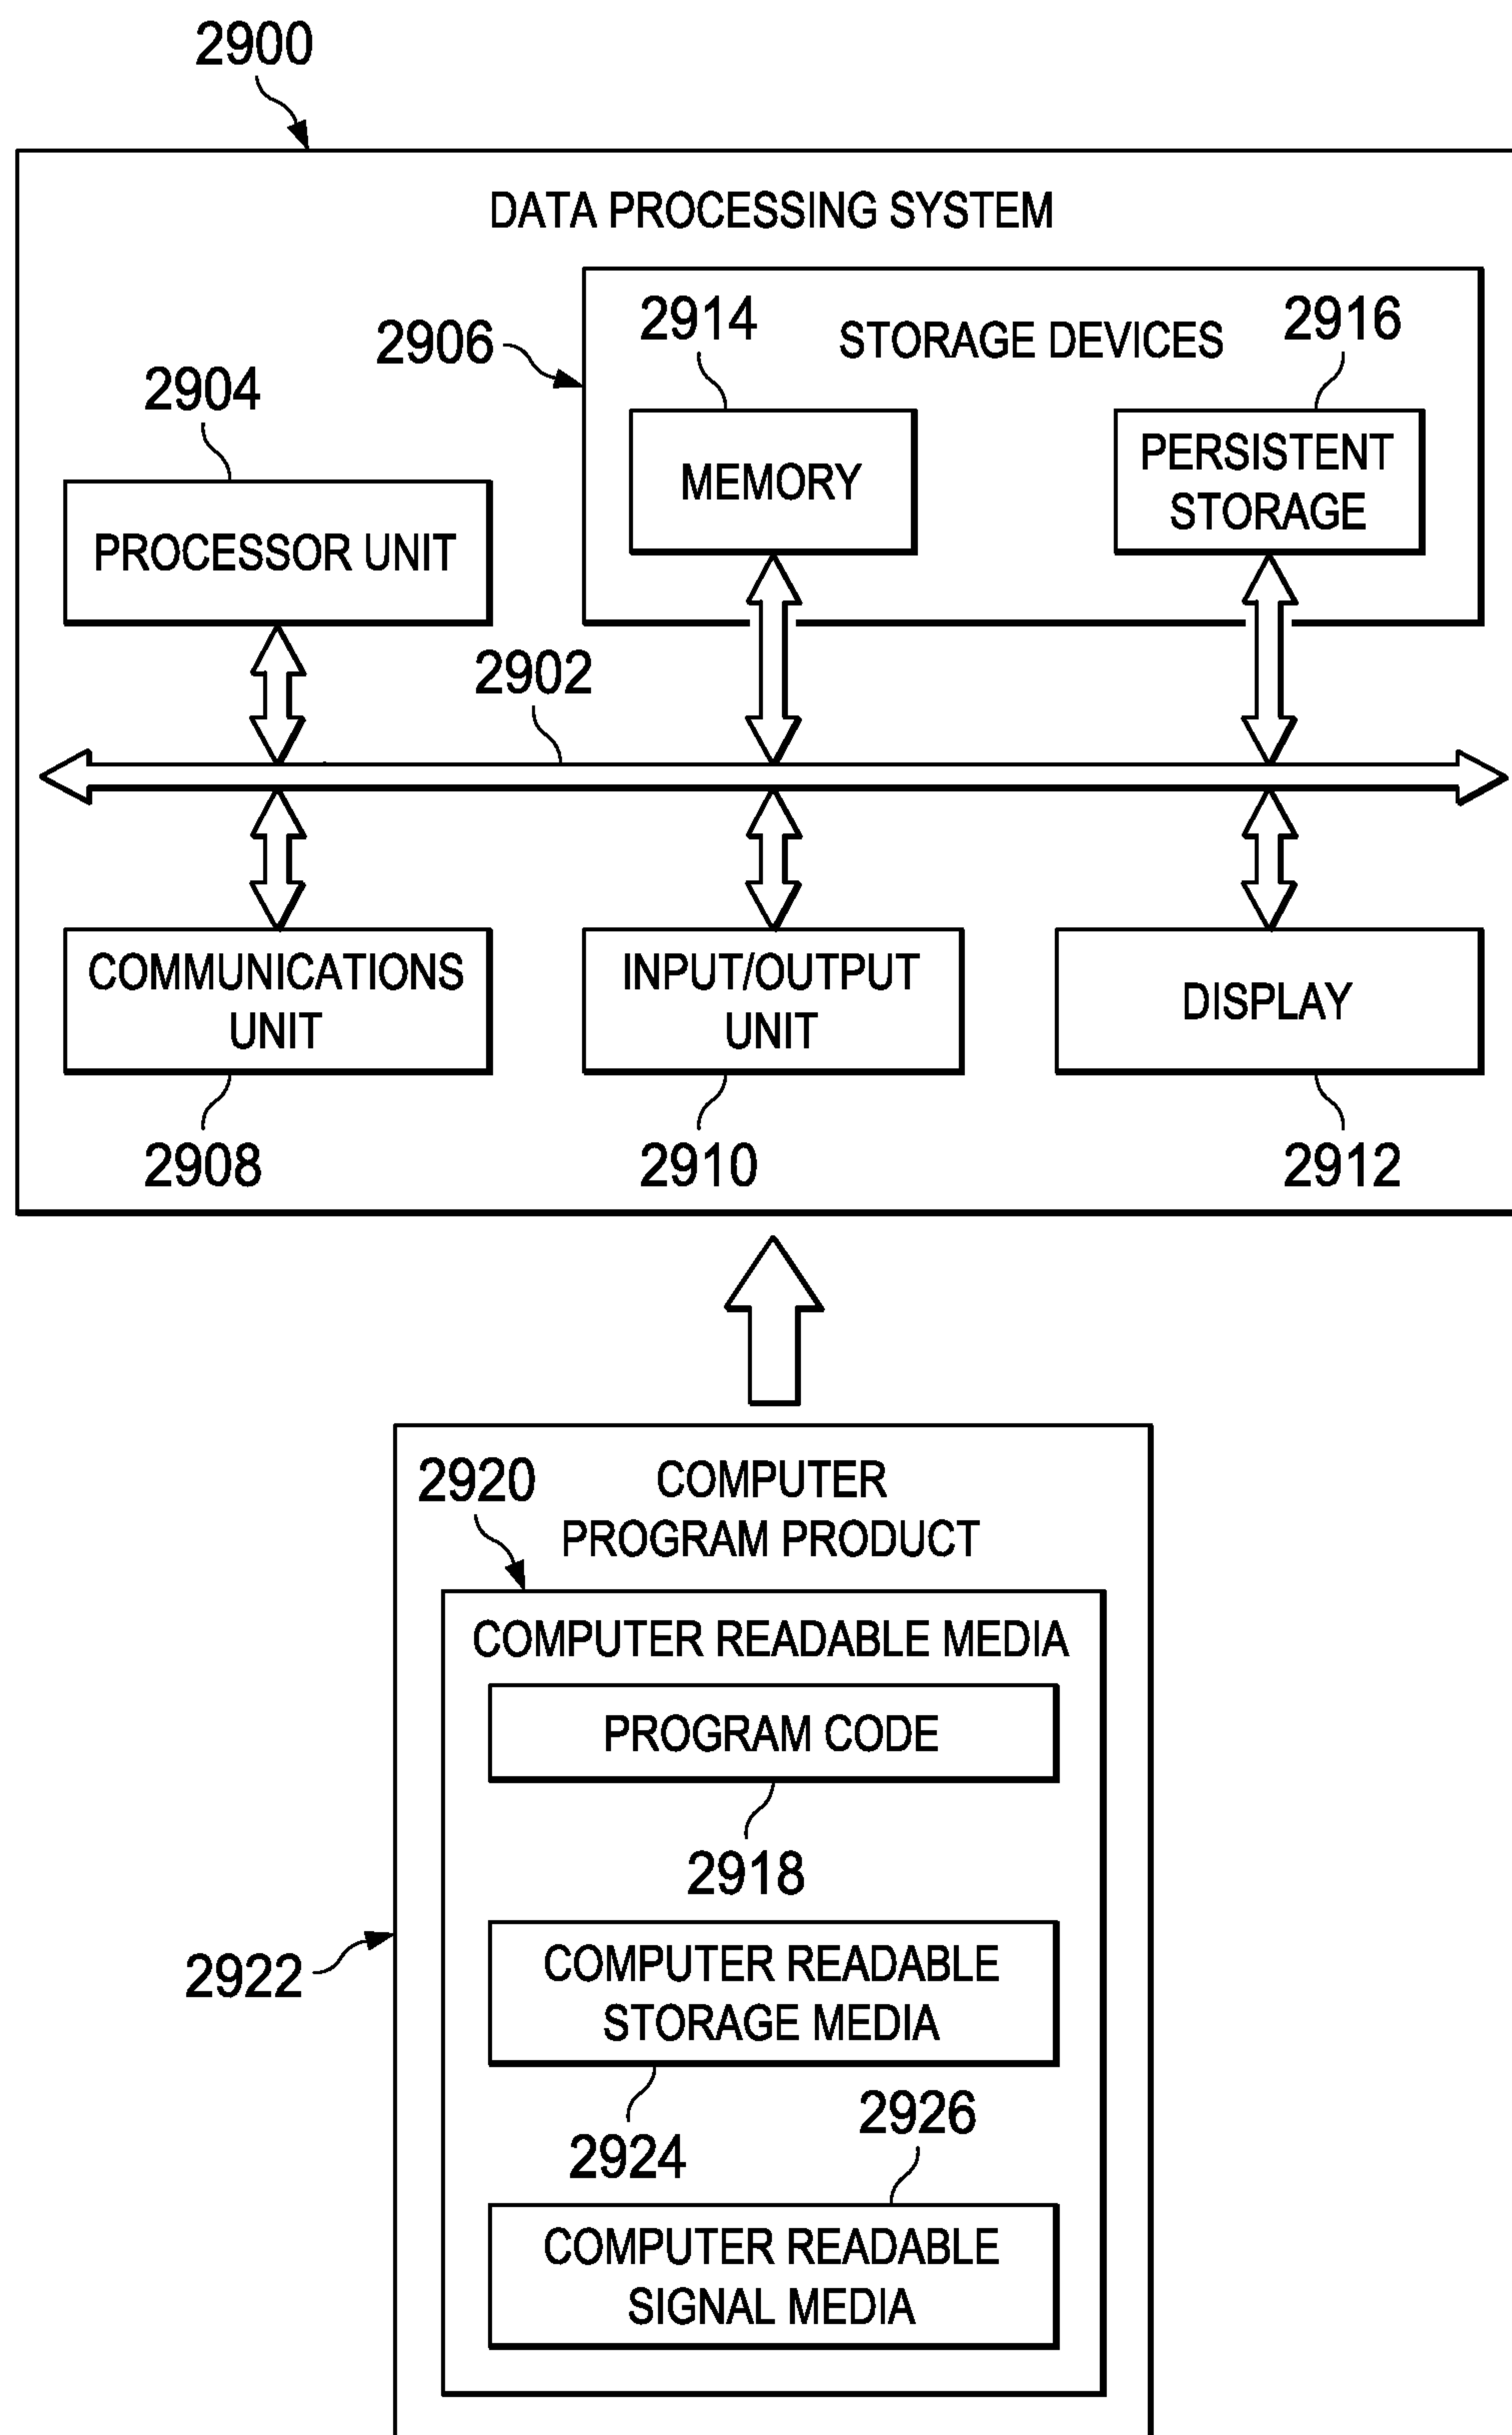 2900
DATA PROCESSING SYSTEM
2906
2914
STORAGE DEVICES
2916
2904
MEMORY
PERSISTENT
STORAGE
PROCESSOR UNIT
2902
COMMUNICATIONS
UNIT
INPUT/OUTPUT
UNIT
DISPLAY
2908
2910
2912
2920
COMPUTER
PROGRAM PRODUCT
COMPUTER READABLE MEDIA
PROGRAM CODE
2918
2922
COMPUTER READABLE
STORAGE MEDIA
2924
2926
COMPUTER READABLE
SIGNAL MEDIA